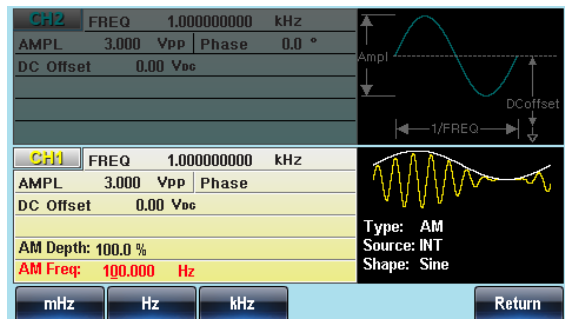 CH2 FREQ 1.000000000 kHz
AMPL 3.000 Vpp Phase 0.0 °
DC Offset 0.00 VDC
Ampl
DCoffset
1/FREQ
CH1 FREQ 1.000000000 kHz
AMPL 3.000 Vpp Phase
DC Offset 0.00 VDC
AM Depth: 100.0 %
AM Freq: 100.000 Hz
Type: AM
Source: INT
Shape: Sine
mHz Hz kHz Return